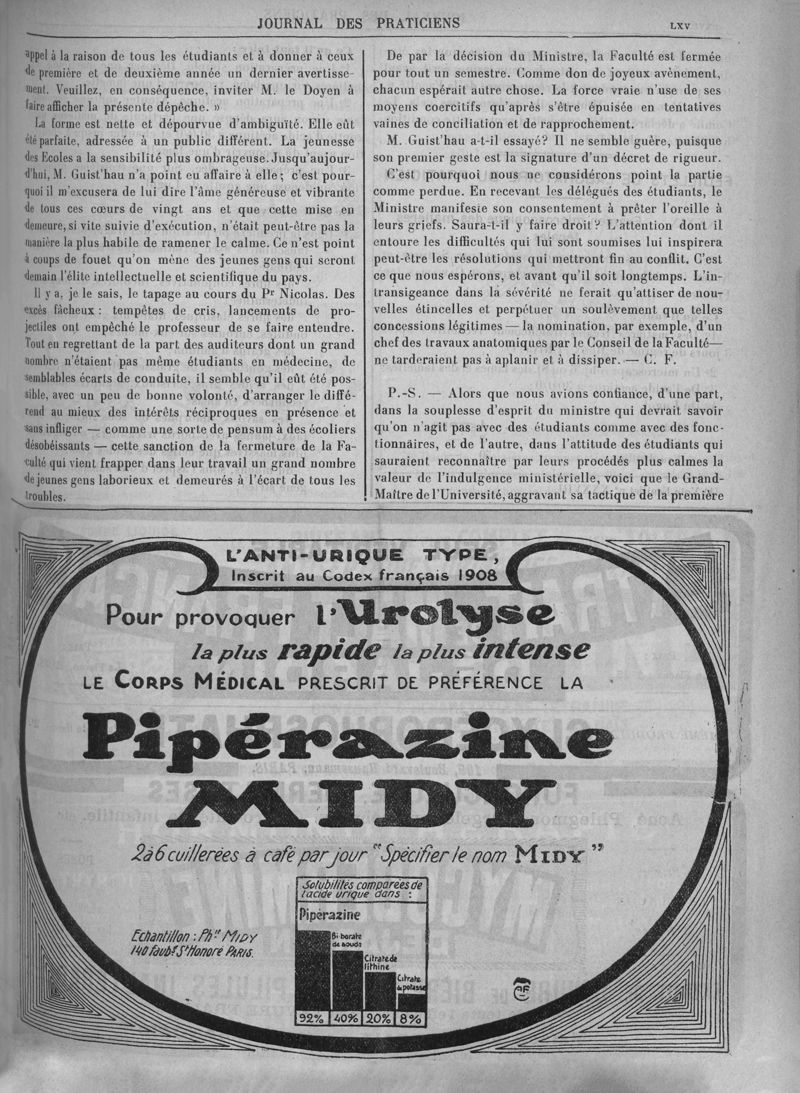 JOURNAL DES PRATICIENS
LXV
appel à la raison de tous les étudiants et à donner à ceux
de première et de deuxième année un dernier avertisse-
ment. Veuillez, en conséquence, inviter M. le Doyen à
faire afficher la présente dépêche. »
La forme est nette et dépourvue d'ambiguïté. Elle eût
été parfaite, adressée à un public différent. La jeunesse
des Ecoles a la sensibilité plus ombrageuse. Jusqu'aujour-
d'hui, M. Guist'hau n'a point eu affaire à elle ; c'est pour-
quoi il m'excusera de lui dire l'âme généreuse et vibrante
de tous ces cœurs de vingt ans et que cette mise en
demeure, si vite suivie d'exécution, n'était peut-être pas la
manière la plus habile de ramener le calme. Ce n'est point
à coups de fouet qu'on mène des jeunes gens qui seront
demain l'élite intellectuelle et scientifique du pays.
Il y a, je le sais, le tapage au cours du Pr Nicolas. Des
excès fâcheux : tempêtes de cris, lancements de pro-
jectiles ont empêché le professeur de se faire entendre.
Tout en regrettant de la part des auditeurs dont un grand
nombre n'étaient pas même étudiants en médecine, de
semblables écarts de conduite, il semble qu'il eût été pos-
sible, avec un peu de bonne volonté, d'arranger le diffé-
rend au mieux des intérêts réciproques en présence et
sans infliger — comme une sorte de pensum à des écoliers
désobéissants — cette sanction de la fermeture de la Fa-
culté qui vient frapper dans leur travail un grand nombre
de jeunes gens laborieux et demeurés à l'écart de tous les
troubles.
De par la décision du Ministre, la Faculté est fermée
pour tout un semestre. Comme don de joyeux avènement,
chacun espérait autre chose. La force vraie n'use de ses
moyens coercitifs qu'après s'être épuisée en tentatives
vaines de conciliation et de rapprochement.
M. Guist'hau a-t-il essayé? Il ne semble guère, puisque
son premier geste est la signature d'un décret de rigueur.
C'est pourquoi nous ne considérons point la partie
comme perdue. En recevant les délégués des étudiants, le
Ministre manifeste son consentement à prêter l'oreille à
leurs griefs. Saura-t-il y faire droit? L'attention dont il
entoure les difficultés qui lui sont soumises lui inspirera
peut-être les résolutions qui mettront fin au conflit. C'est
ce que nous espérons, et avant qu'il soit longtemps. L'in-
transigeance dans la sévérité ne ferait qu'attiser de nou-
velles étincelles et perpétuer un soulèvement que telles
concessions légitimes — la nomination, par exemple, d'un
chef des travaux anatomiques par le Conseil de la Faculté—
ne tarderaient pas à aplanir et à dissiper. — C. F.
P.-S. — Alors que nous avions confiance, d'une part,
dans la souplesse d'esprit du ministre qui devrait savoir
qu'on n'agit pas avec des étudiants comme avec des fonc-
tionnaires, et de l'autre, dans l'attitude des étudiants qui
sauraient reconnaître par leurs procédés plus calmes la
valeur de l'indulgence ministérielle, voici que le Grand-
Maître de l'Université, aggravant sa tactique de la première
L'ANTI-URIQUE TYPE,
Inscrit au Codex français 1908
Pour provoquer l'Urolyse
la plus rapide la plus intense
LE CORPS MÉDICAL PRESCRIT DE PRÉFÉRENCE LA
Pipérazine
MIDY
2 à 6 cuillerées à café par jour "Spécifier le nom MIDY"
Solubilités comparées de
l'acide urique dans :
Pipérazine
Bi-borate
de soude
Citrate de
lithine
Citrate
de potasse
92% 40% 20% 8%
Echantillon : Phie MIDY
140 Faubg St Honoré PARIS.